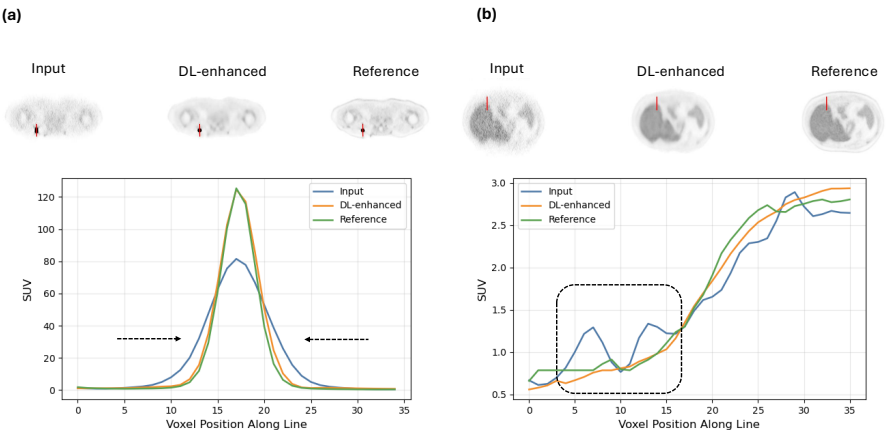 (a)
Input
DL-enhanced
Reference
Input
DL-enhanced
Reference
SUV
120
100
80
60
40
20
0
0 5 10 15 20 25 30 35
Voxel Position Along Line
(b)
Input
DL-enhanced
Reference
Input
DL-enhanced
Reference
SUV
3.0
2.5
2.0
1.5
1.0
0.5
0 5 10 15 20 25 30 35
Voxel Position Along Line